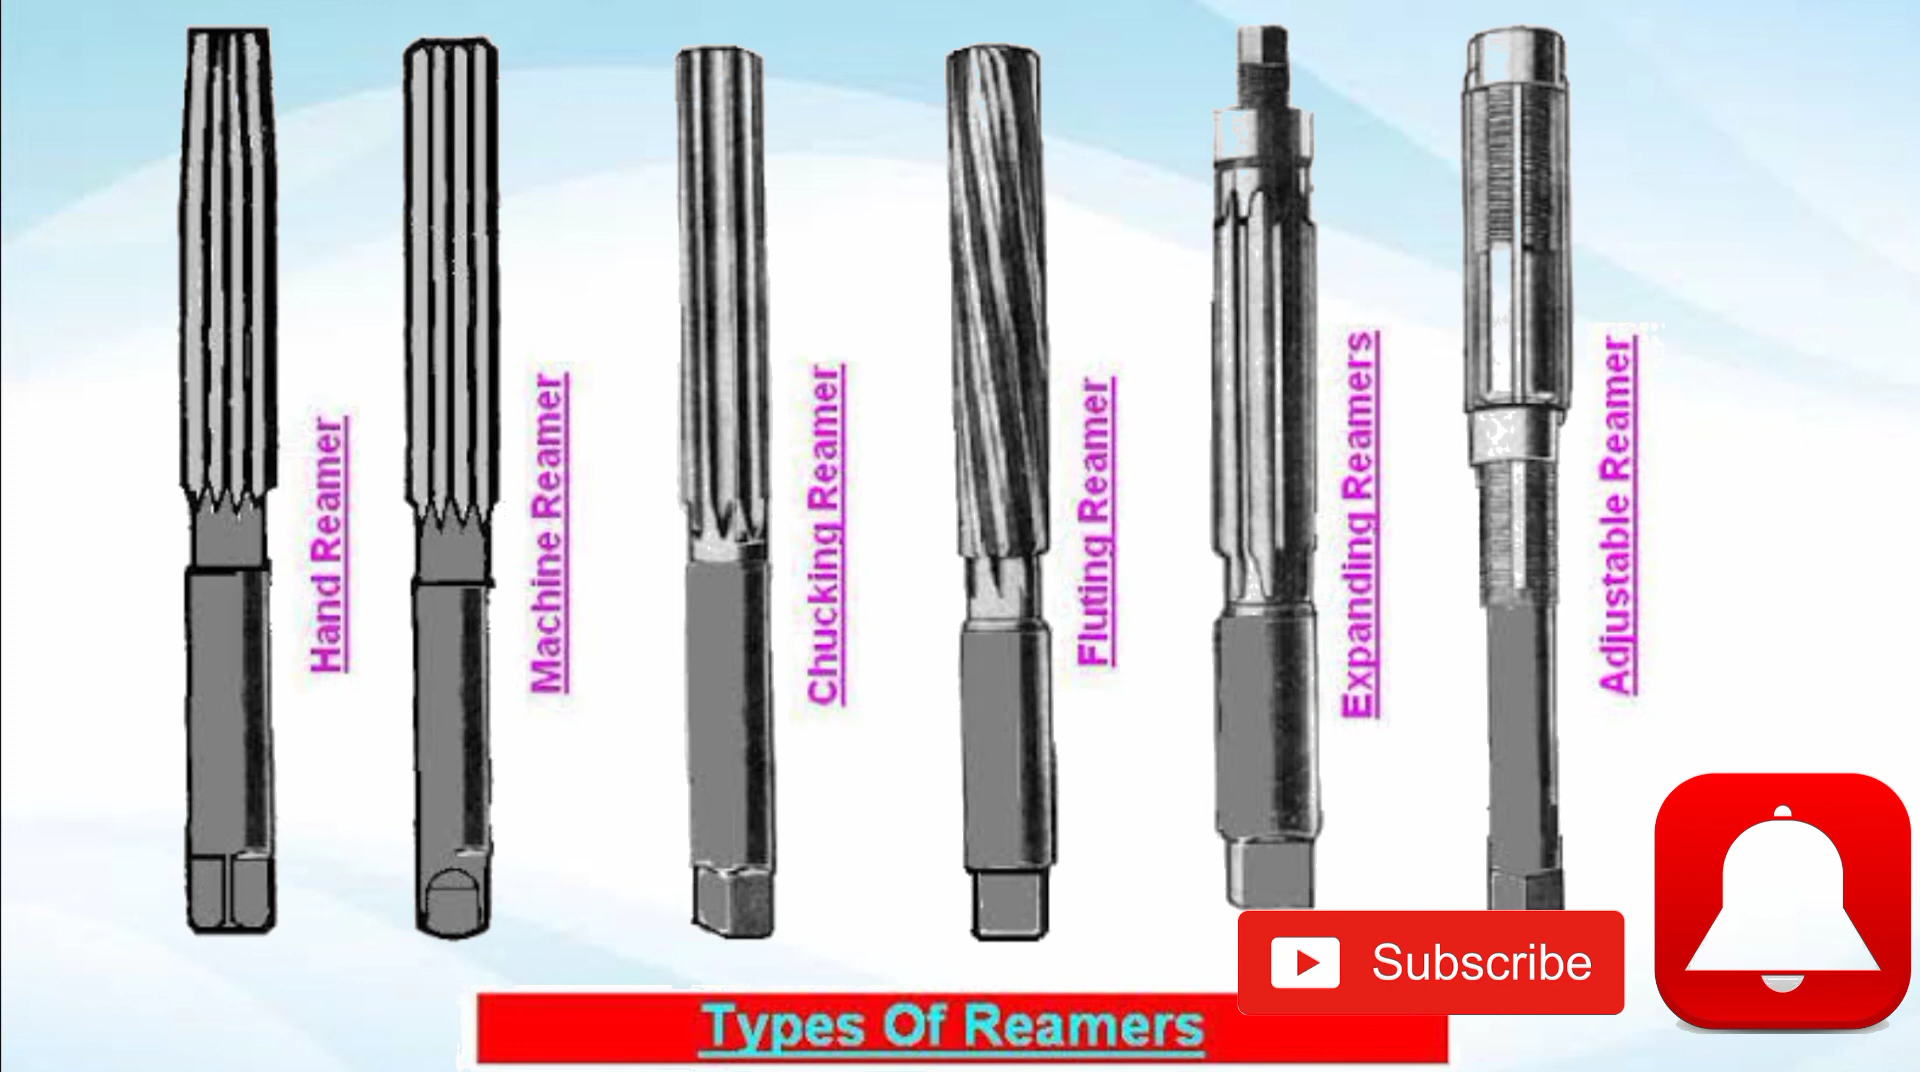 Hand Reamer
Machine Reamer
Chucking Reamer
Fluting Reamer
Expanding Reamers
Adjustable Reamer
Subscribe
Types Of Reamers